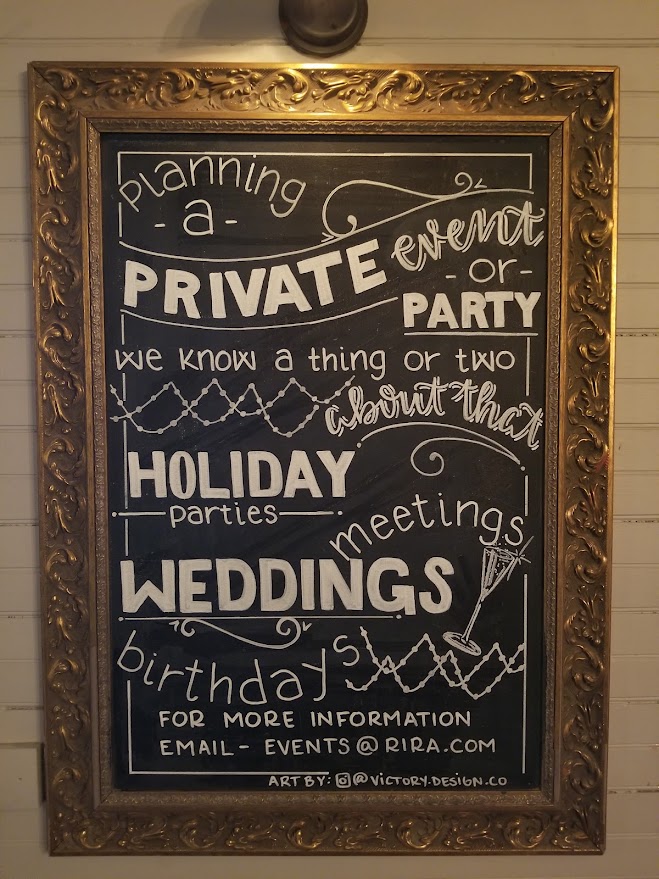 planning
- a -
PRIVATE event
- or -
PARTY
we know a thing or two
about that
HOLIDAY
parties
meetings
WEDDINGS
birthdays
FOR MORE INFORMATION
EMAIL - EVENTS@RIRA.COM
ART BY: @VICTORY.DESIGN.CO